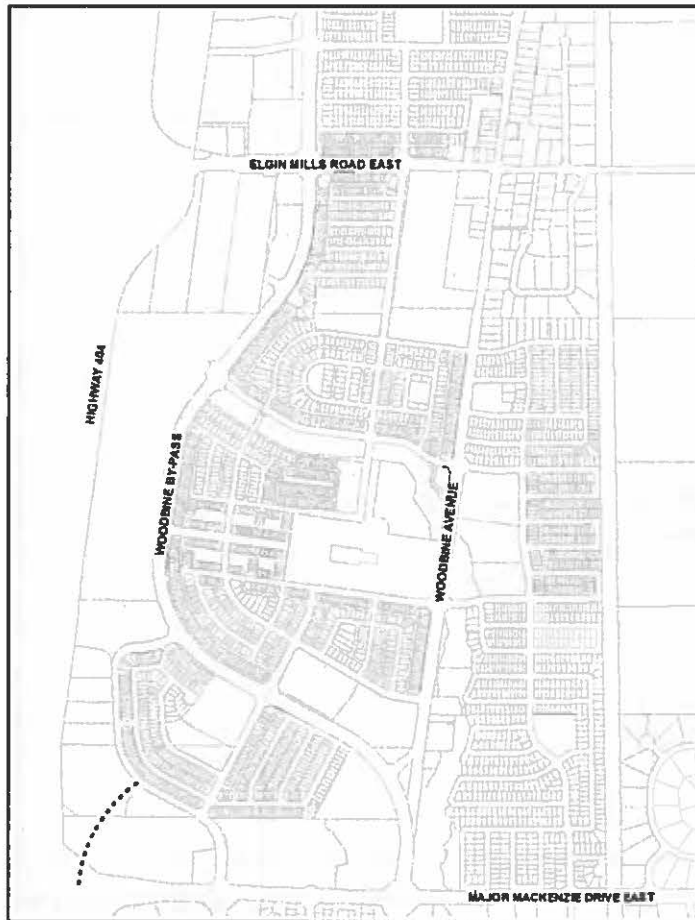 ELGIN MILLS ROAD EAST
HIGHWAY 404
WOODBINE BY-PASS
WOODBINE AVENUE
MAJOR MACKENZIE DRIVE EAST